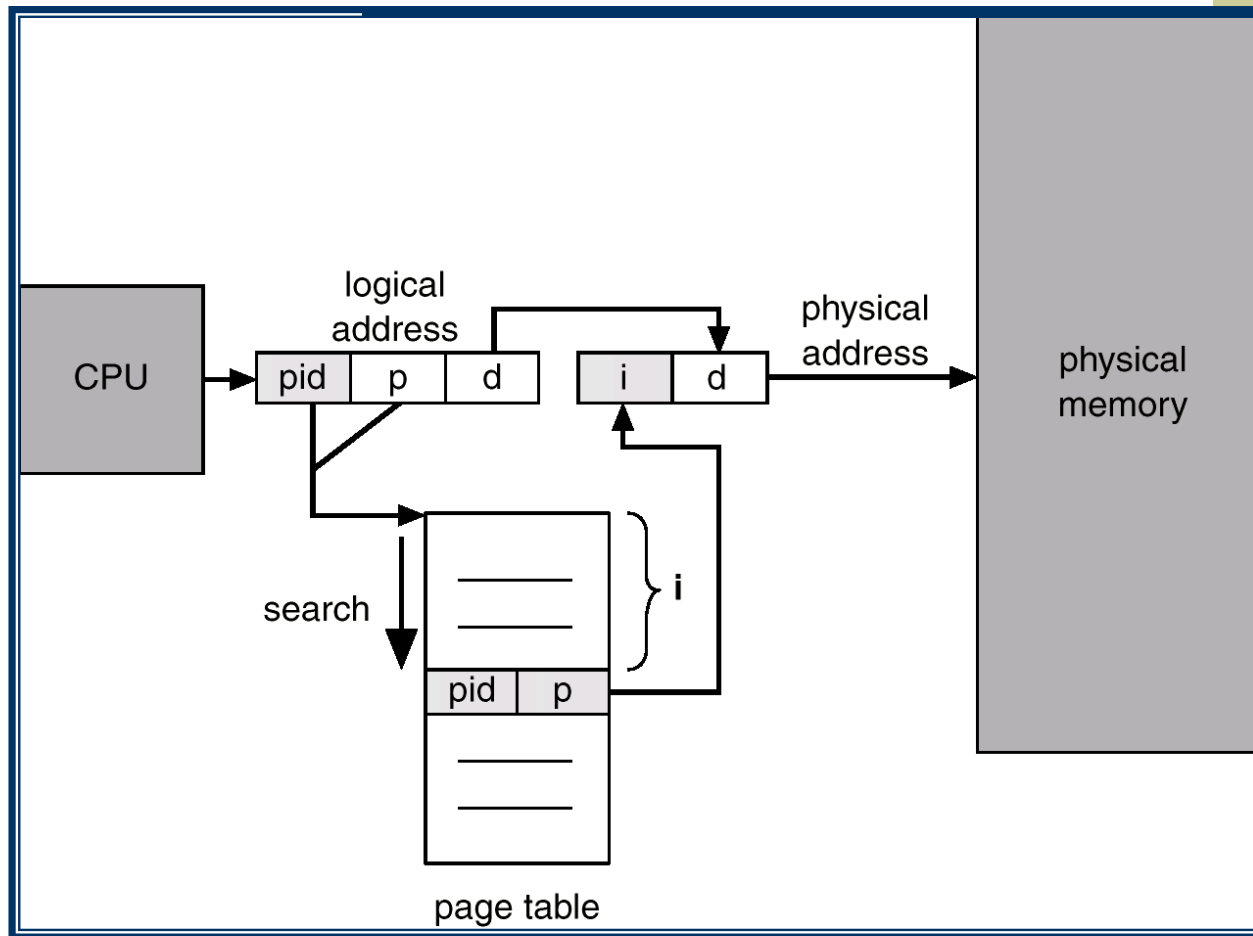 logical
address
physical
address
CPU
pid p d
i d
physical
memory
search
i
pid p
page table